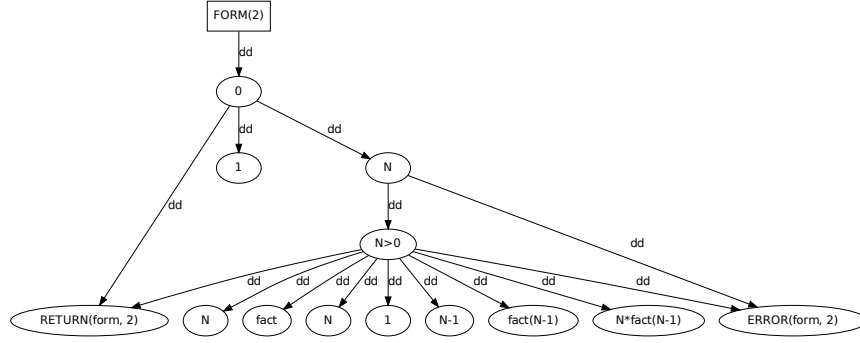 FORM(2)
dd
0
dd
dd
1
N
dd
dd
dd
N>0
dd dd dd dd dd dd dd dd dd
RETURN(form, 2) N fact N 1 N-1 fact(N-1) N*fact(N-1) ERROR(form, 2)